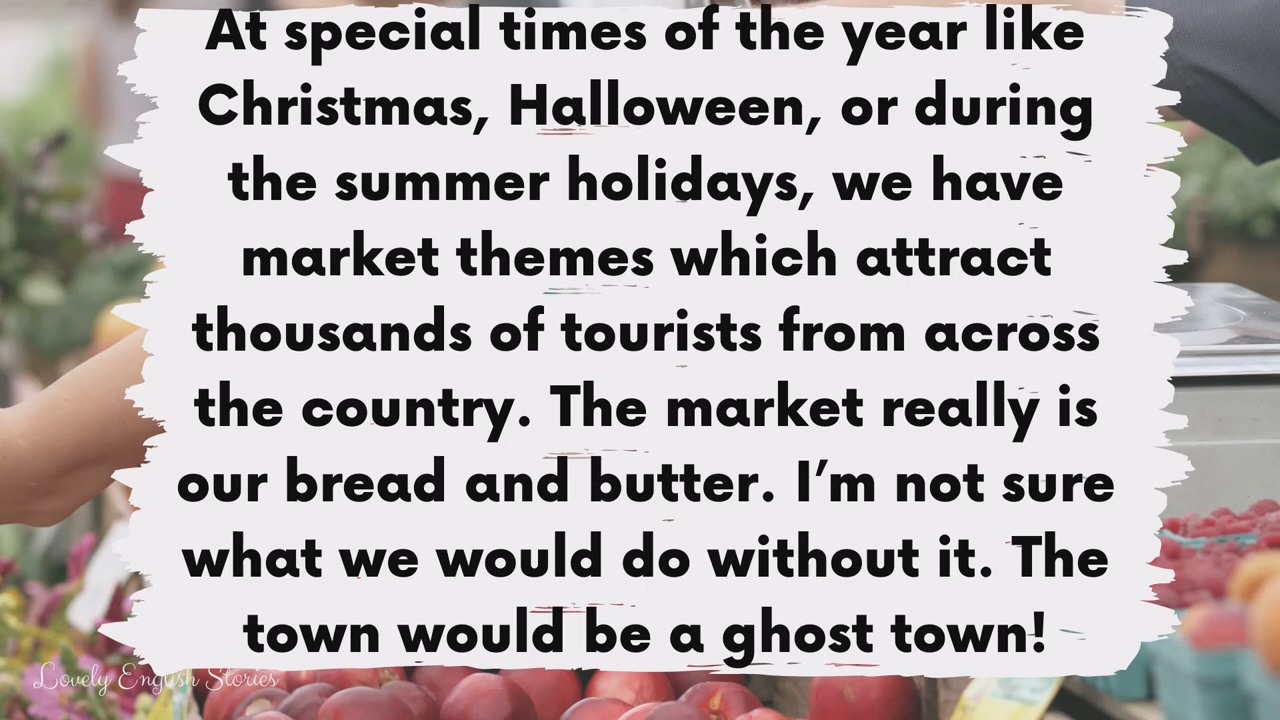 At special times of the year like
Christmas, Halloween, or during
the summer holidays, we have
market themes which attract
thousands of tourists from across
the country. The market really is
our bread and butter. I’m not sure
what we would do without it. The
town would be a ghost town!
Lovely English Stories